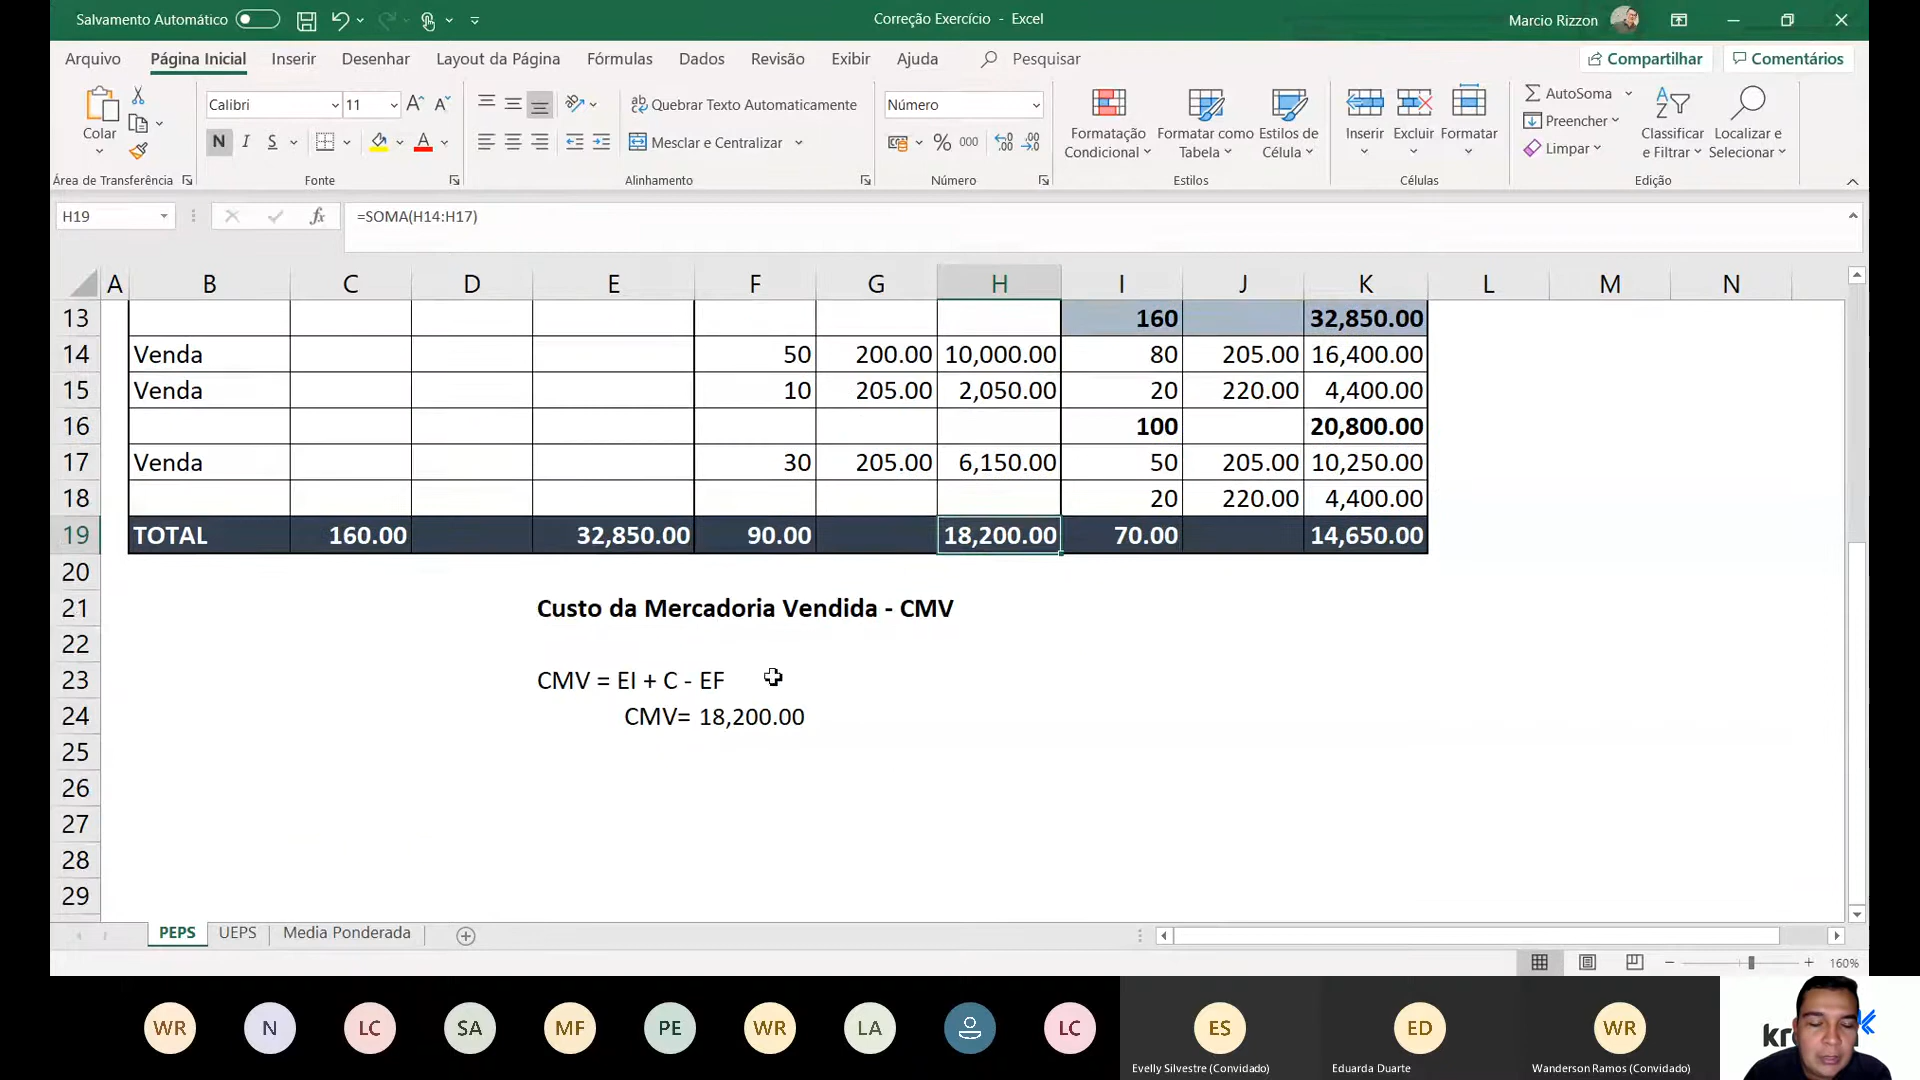 Salvamento Automático
Correção Exercício - Excel
Marcio Rizzon
Arquivo Página Inicial Inserir Desenhar Layout da Página Fórmulas Dados Revisão Exibir Ajuda Pesquisar
Compartilhar Comentários
Colar
Calibri 11
N I S
Quebrar Texto Automaticamente
Mesclar e Centralizar
Número
% 000
Formatação Condicional
Formatar como Tabela
Estilos de Célula
Inserir Excluir Formatar
AutoSoma
Preencher
Limpar
Classificar e Filtrar
Localizar e Selecionar
Área de Transferência Fonte Alinhamento Número Estilos Células Edição
H19 fx =SOMA(H14:H17)
A B C D E F G H I J K L M N
13 160 32,850.00
14 Venda 50 200.00 10,000.00 80 205.00 16,400.00
15 Venda 10 205.00 2,050.00 20 220.00 4,400.00
16 100 20,800.00
17 Venda 30 205.00 6,150.00 50 205.00 10,250.00
18 20 220.00 4,400.00
19 TOTAL 160.00 32,850.00 90.00 18,200.00 70.00 14,650.00
20
21 Custo da Mercadoria Vendida - CMV
22
23 CMV = EI + C - EF
24 CMV= 18,200.00
25
26
27
28
29
PEPS UEPS Media Ponderada
160%
WR N LC SA MF PE WR LA LC ES ED WR
Evelly Silvestre (Convidado) Eduarda Duarte Wanderson Ramos (Convidado)